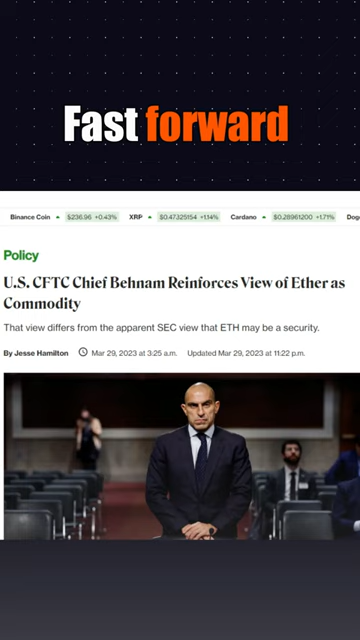 Fast forward
Binance Coin $236.96 +0.43% XRP $0.47325154 +1.14% Cardano $0.28961200 +1.71% Dog
Policy
U.S. CFTC Chief Behnam Reinforces View of Ether as
Commodity
That view differs from the apparent SEC view that ETH may be a security.
By Jesse Hamilton Mar 29, 2023 at 3:25 a.m. Updated Mar 29, 2023 at 11:22 p.m.